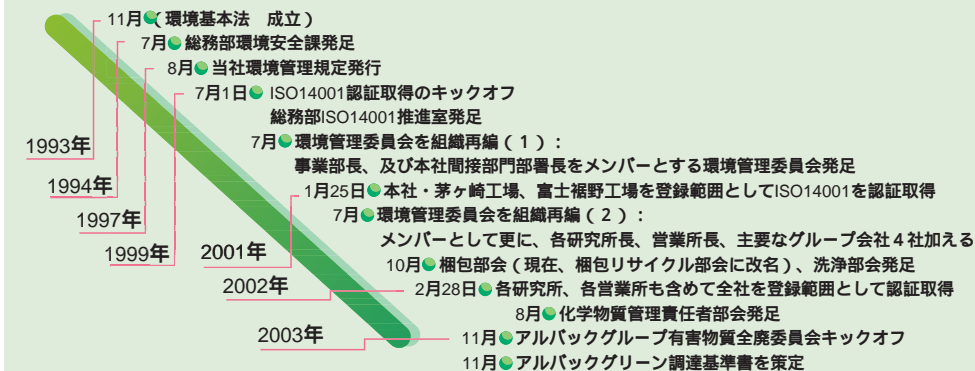 11月 （環境基本法　成立）
7月 総務部環境安全課発足
8月 当社環境管理規定発行
7月1日 ISO14001認証取得のキックオフ
総務部ISO14001推進室発足
7月 環境管理委員会を組織再編（1）：
事業部長、及び本社間接部門部署長をメンバーとする環境管理委員会発足
1月25日 本社・茅ヶ崎工場、富士裾野工場を登録範囲としてISO14001を認証取得
7月 環境管理委員会を組織再編（2）：
メンバーとして更に、各研究所長、営業所長、主要なグループ会社４社加える
10月 梱包部会（現在、梱包リサイクル部会に改名）、洗浄部会発足
2月28日 各研究所、各営業所も含めて全社を登録範囲として認証取得
8月 化学物質管理責任者部会発足
11月 アルバックグループ有害物質全廃委員会キックオフ
11月 アルバックグリーン調達基準書を策定
1993年
1994年
1997年
1999年
2001年
2002年
2003年